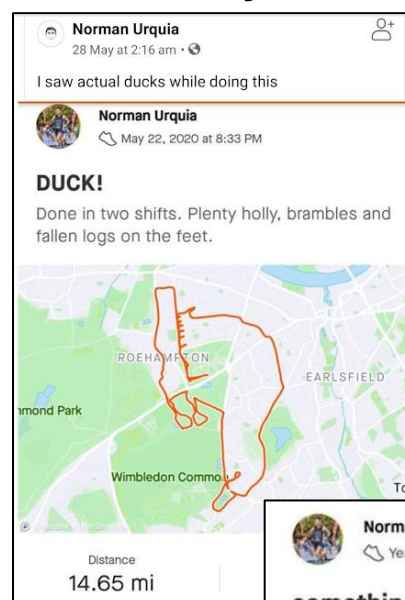 Norman Urquia
28 May at 2:16 am
I saw actual ducks while doing this
Norman Urquia
May 22, 2020 at 8:33 PM
DUCK!
Done in two shifts. Plenty holly, brambles and
fallen logs on the feet.
ROEHAMPTON
EARLSFIELD
mond Park
Wimbledon Commo
To
Distance
14.65 mi
Norm
Yes